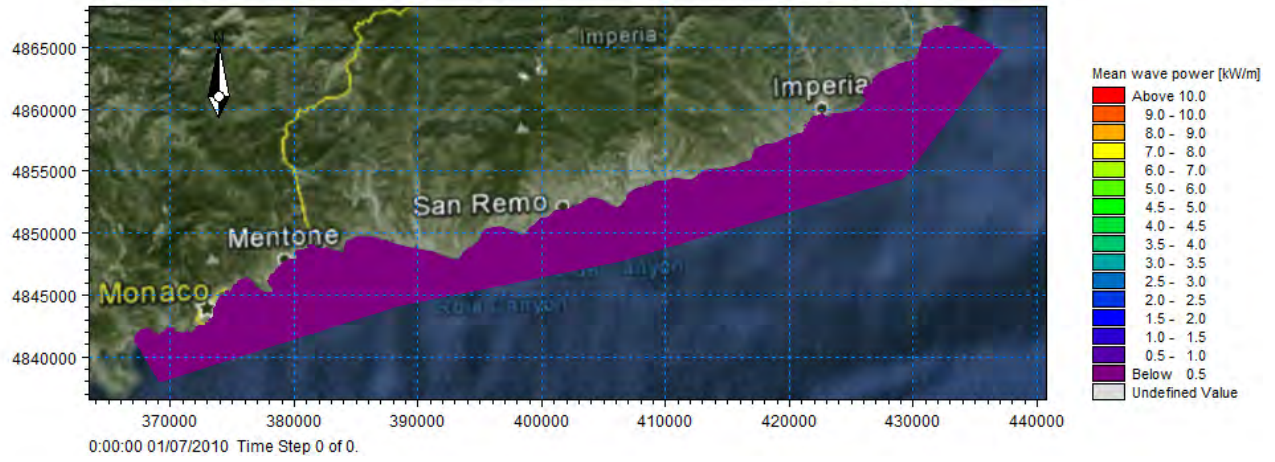 4865000
4860000
4855000
4850000
4845000
4840000
N
Imperia
Imperia
San Remo
Mentone
Monaco
Canyon
Roia Canyon
370000 380000 390000 400000 410000 420000 430000 440000
0:00:00 01/07/2010 Time Step 0 of 0.
Mean wave power [kW/m]
Above 10.0
9.0 - 10.0
8.0 - 9.0
7.0 - 8.0
6.0 - 7.0
5.0 - 6.0
4.5 - 5.0
4.0 - 4.5
3.5 - 4.0
3.0 - 3.5
2.5 - 3.0
2.0 - 2.5
1.5 - 2.0
1.0 - 1.5
0.5 - 1.0
Below 0.5
Undefined Value